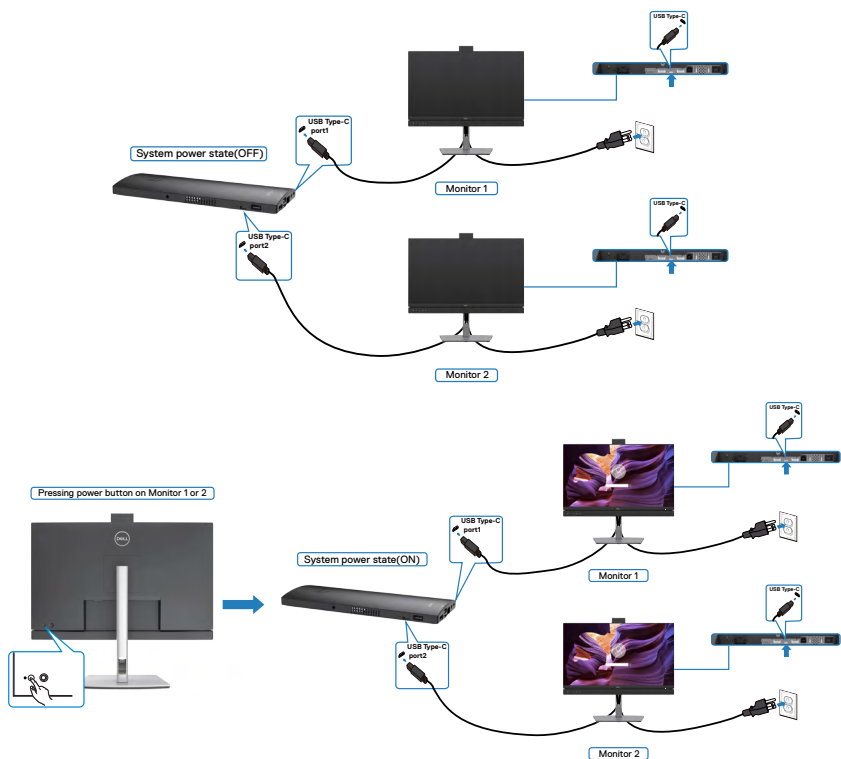 USB Type-C
USB Type-C
port1
System power state(OFF)
Monitor 1
USB Type-C
USB Type-C
port2
Monitor 2
USB Type-C
Pressing power button on Monitor 1 or 2
USB Type-C
port1
DELL
System power state(ON)
Monitor 1
USB Type-C
USB Type-C
port2
Monitor 2